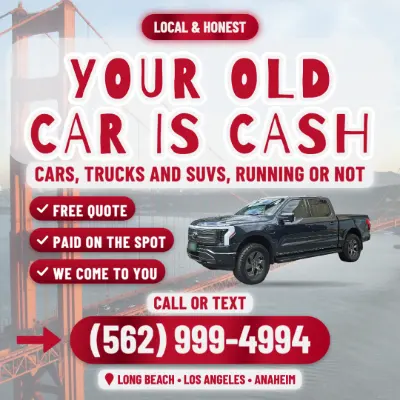 LOCAL & HONEST
YOUR OLD
CAR IS CASH
CARS, TRUCKS AND SUVS, RUNNING OR NOT
FREE QUOTE
PAID ON THE SPOT
WE COME TO YOU
CALL OR TEXT
(562) 999-4994
LONG BEACH • LOS ANGELES • ANAHEIM